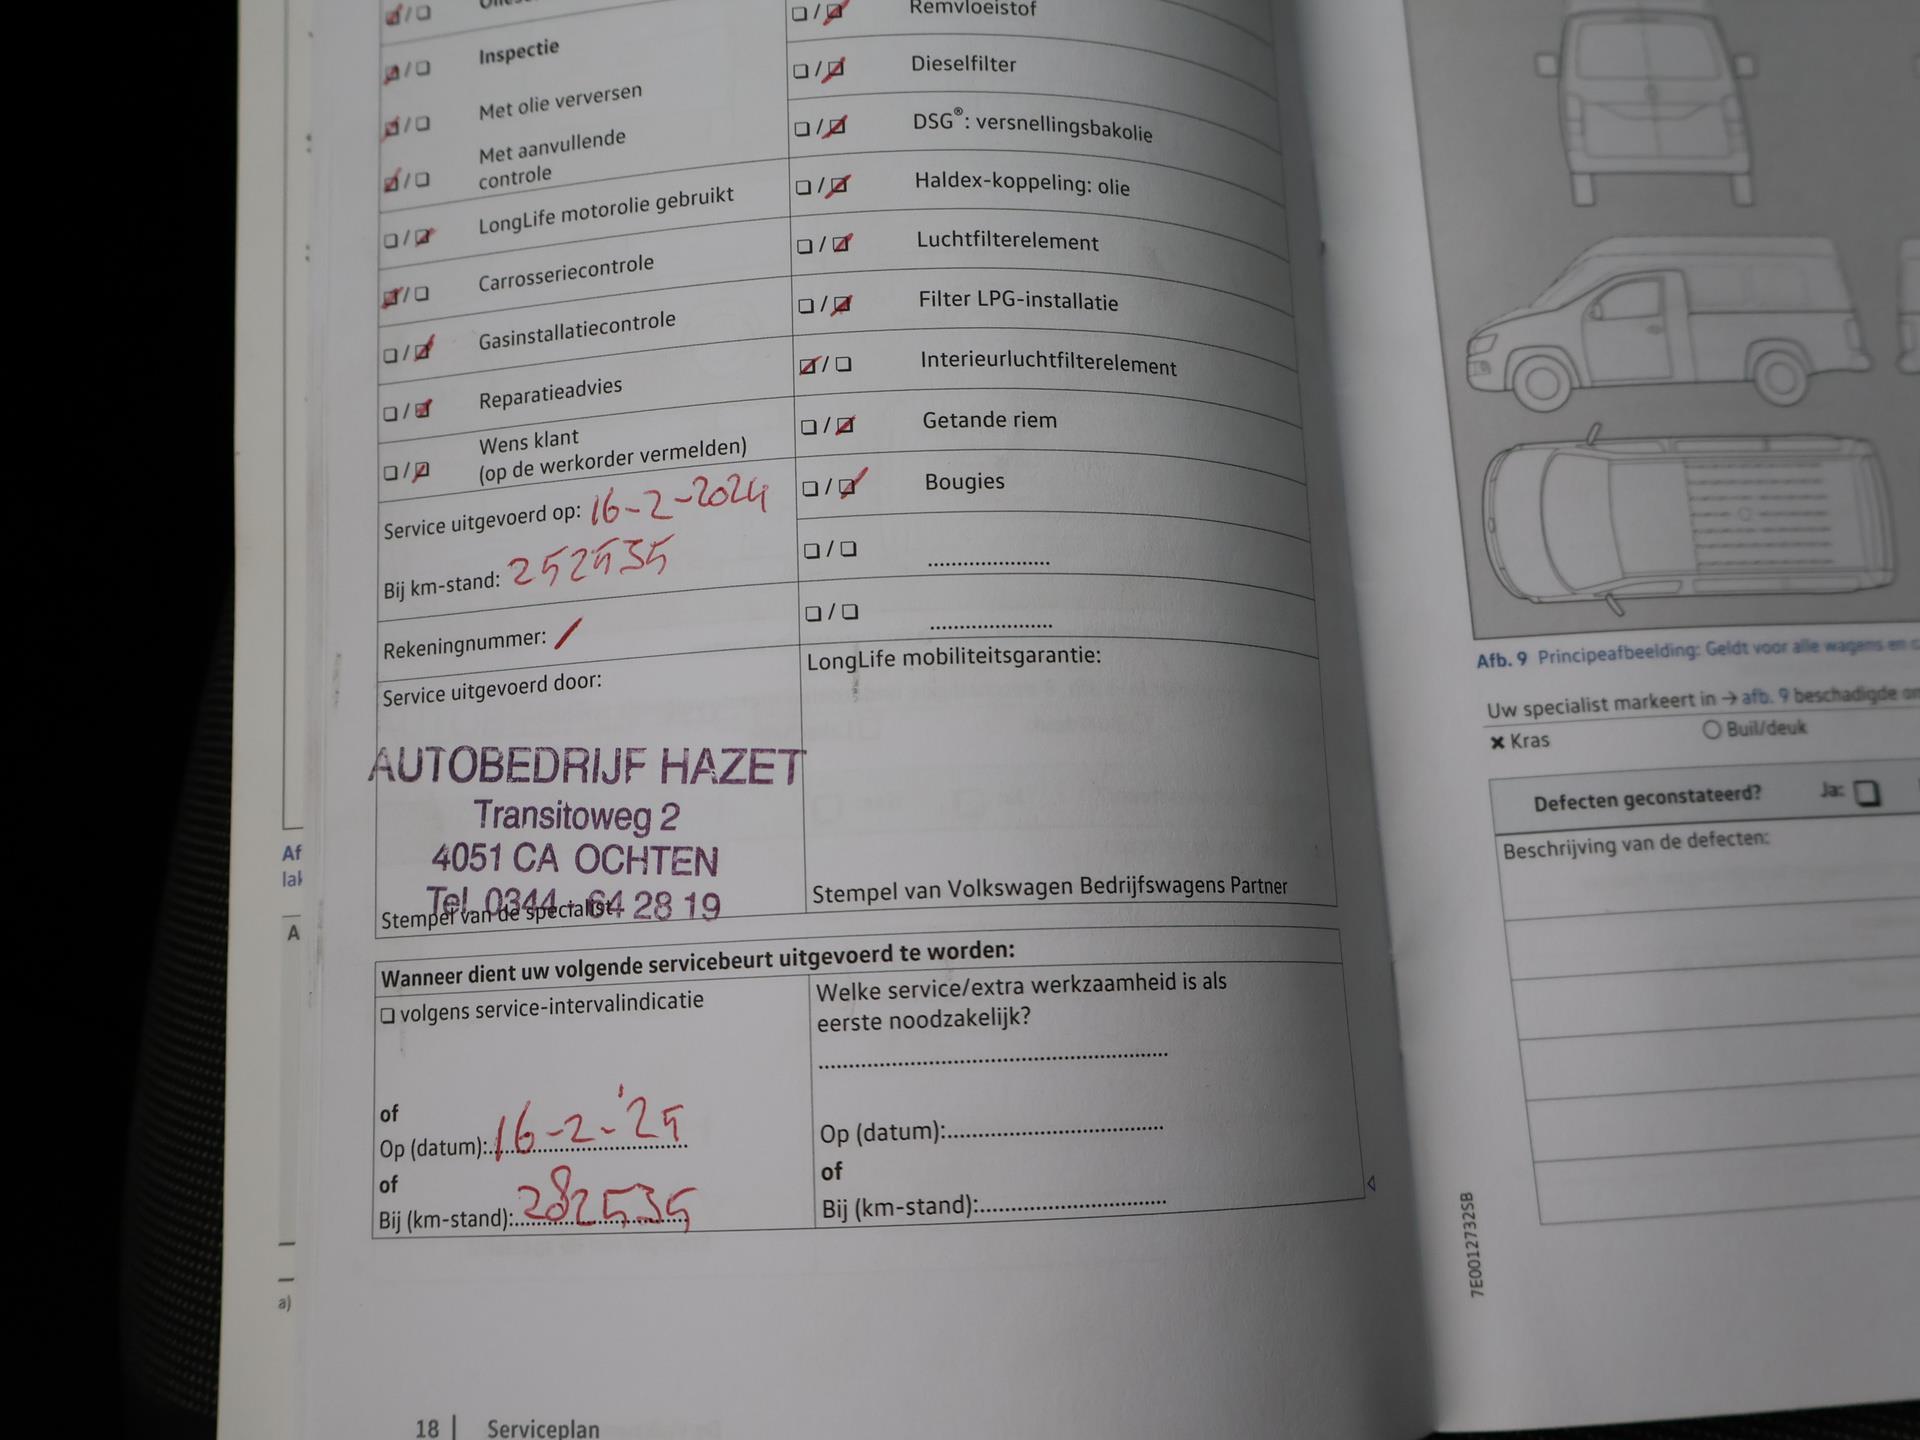 Inspectie
Met olie verversen
Met aanvullende
controle
LongLife motorolie gebruikt
Carrosseriecontrole
Gasinstallatiecontrole
Reparatieadvies
Wens klant
(op de werkorder vermelden)
Service uitgevoerd op: 16-2-2024
Bij km-stand: 252535
Rekeningnummer: /
Service uitgevoerd door:
AUTOBEDRIJF HAZET
Transitoweg 2
4051 CA OCHTEN
Tel. 0344 - 64 28 19
Stempel van de specialist
Remvloeistof
Dieselfilter
DSG®: versnellingsbakolie
Haldex-koppeling: olie
Luchtfilterelement
Filter LPG-installatie
Interieurluchtfilterelement
Getande riem
Bougies
LongLife mobiliteitsgarantie:
Stempel van Volkswagen Bedrijfswagens Partner
Wanneer dient uw volgende servicebeurt uitgevoerd te worden:
volgens service-intervalindicatie
of
Op (datum): 16-2-'25
of
Bij (km-stand): 282535
Welke service/extra werkzaamheid is als
eerste noodzakelijk?
Op (datum):
of
Bij (km-stand):
18 | Serviceplan
Afb. 9 Principeafbeelding: Geldt voor alle wagens en
Uw specialist markeert in → afb. 9 beschadigde
× Kras
Buil/deuk
Defecten geconstateerd? Ja:
Beschrijving van de defecten:
7E0012732SB
A
a)